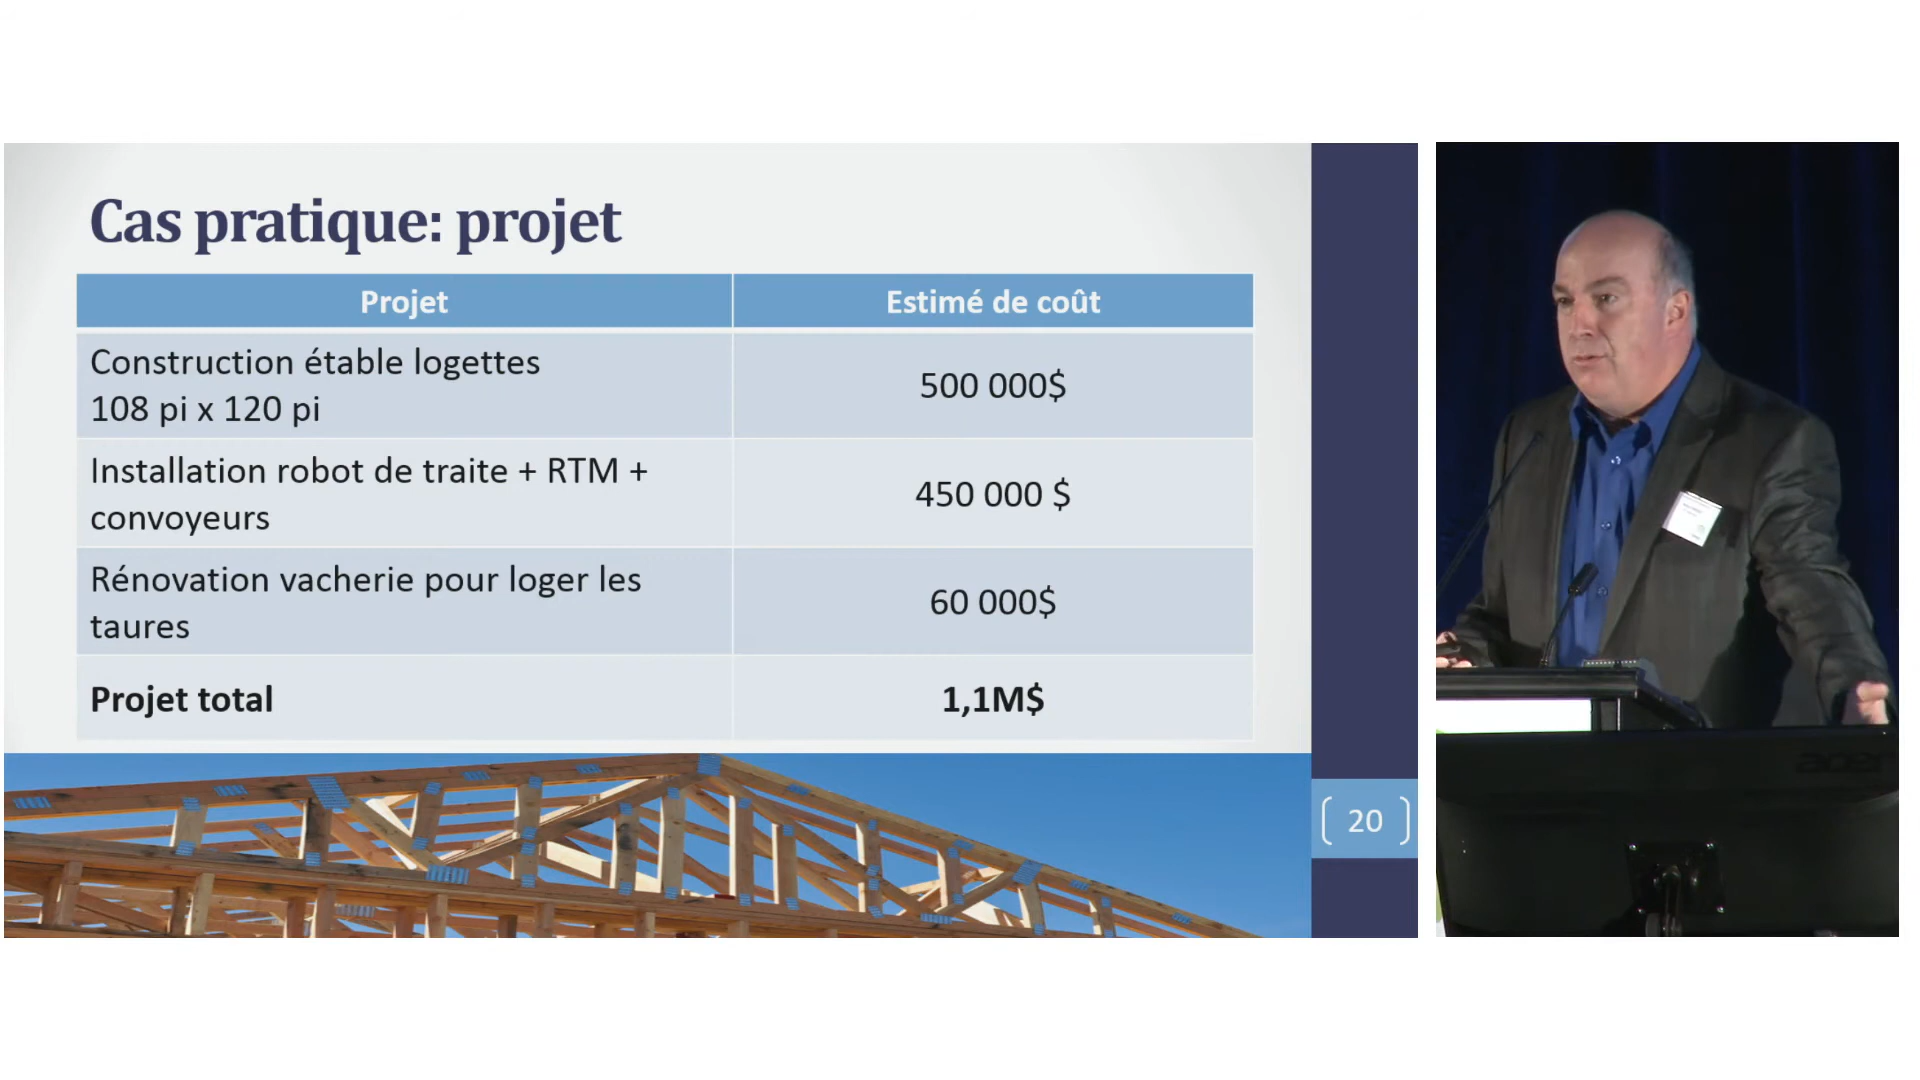 Cas pratique: projet
Projet
Estimé de coût
Construction étable logettes
108 pi x 120 pi
500 000$
Installation robot de traite + RTM +
convoyeurs
450 000 $
Rénovation vacherie pour loger les
taures
60 000$
Projet total
1,1M$
20
acer